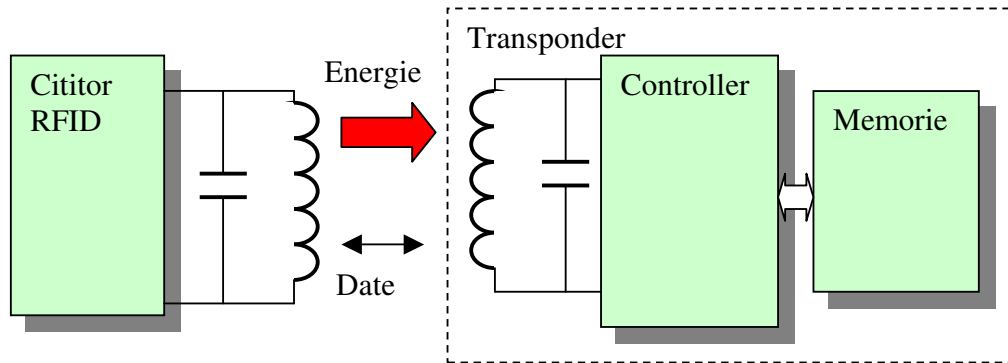 Transponder
Cititor
RFID
Energie
Controller
Memorie
Date